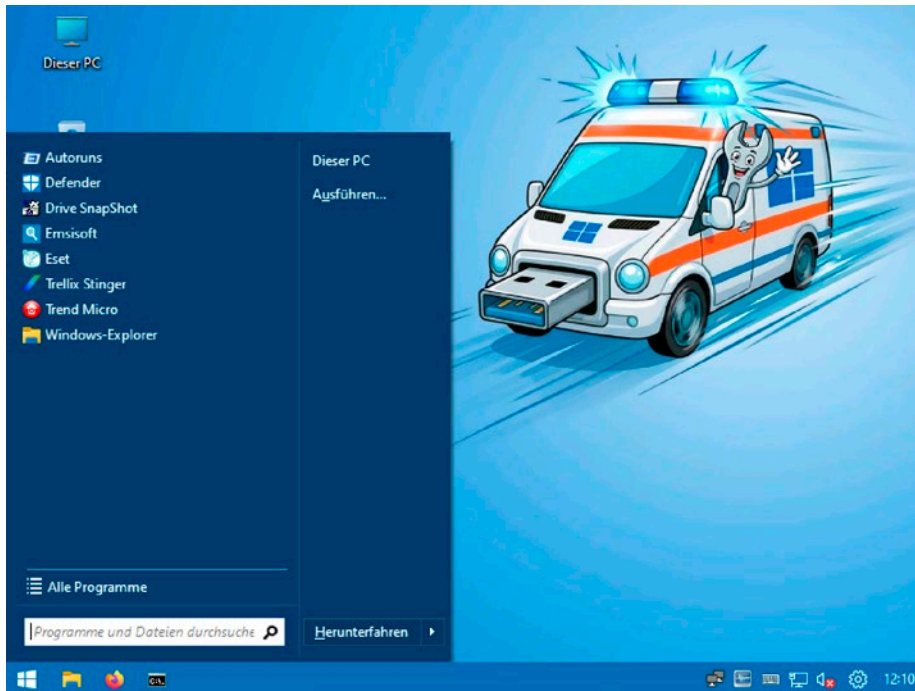 Dieser PC
Autoruns
Defender
Drive SnapShot
Emsisoft
Eset
Trellix Stinger
Trend Micro
Windows-Explorer
Dieser PC
Ausführen...
Alle Programme
Programme und Dateien durchsuche
Herunterfahren
C:\.
12:10